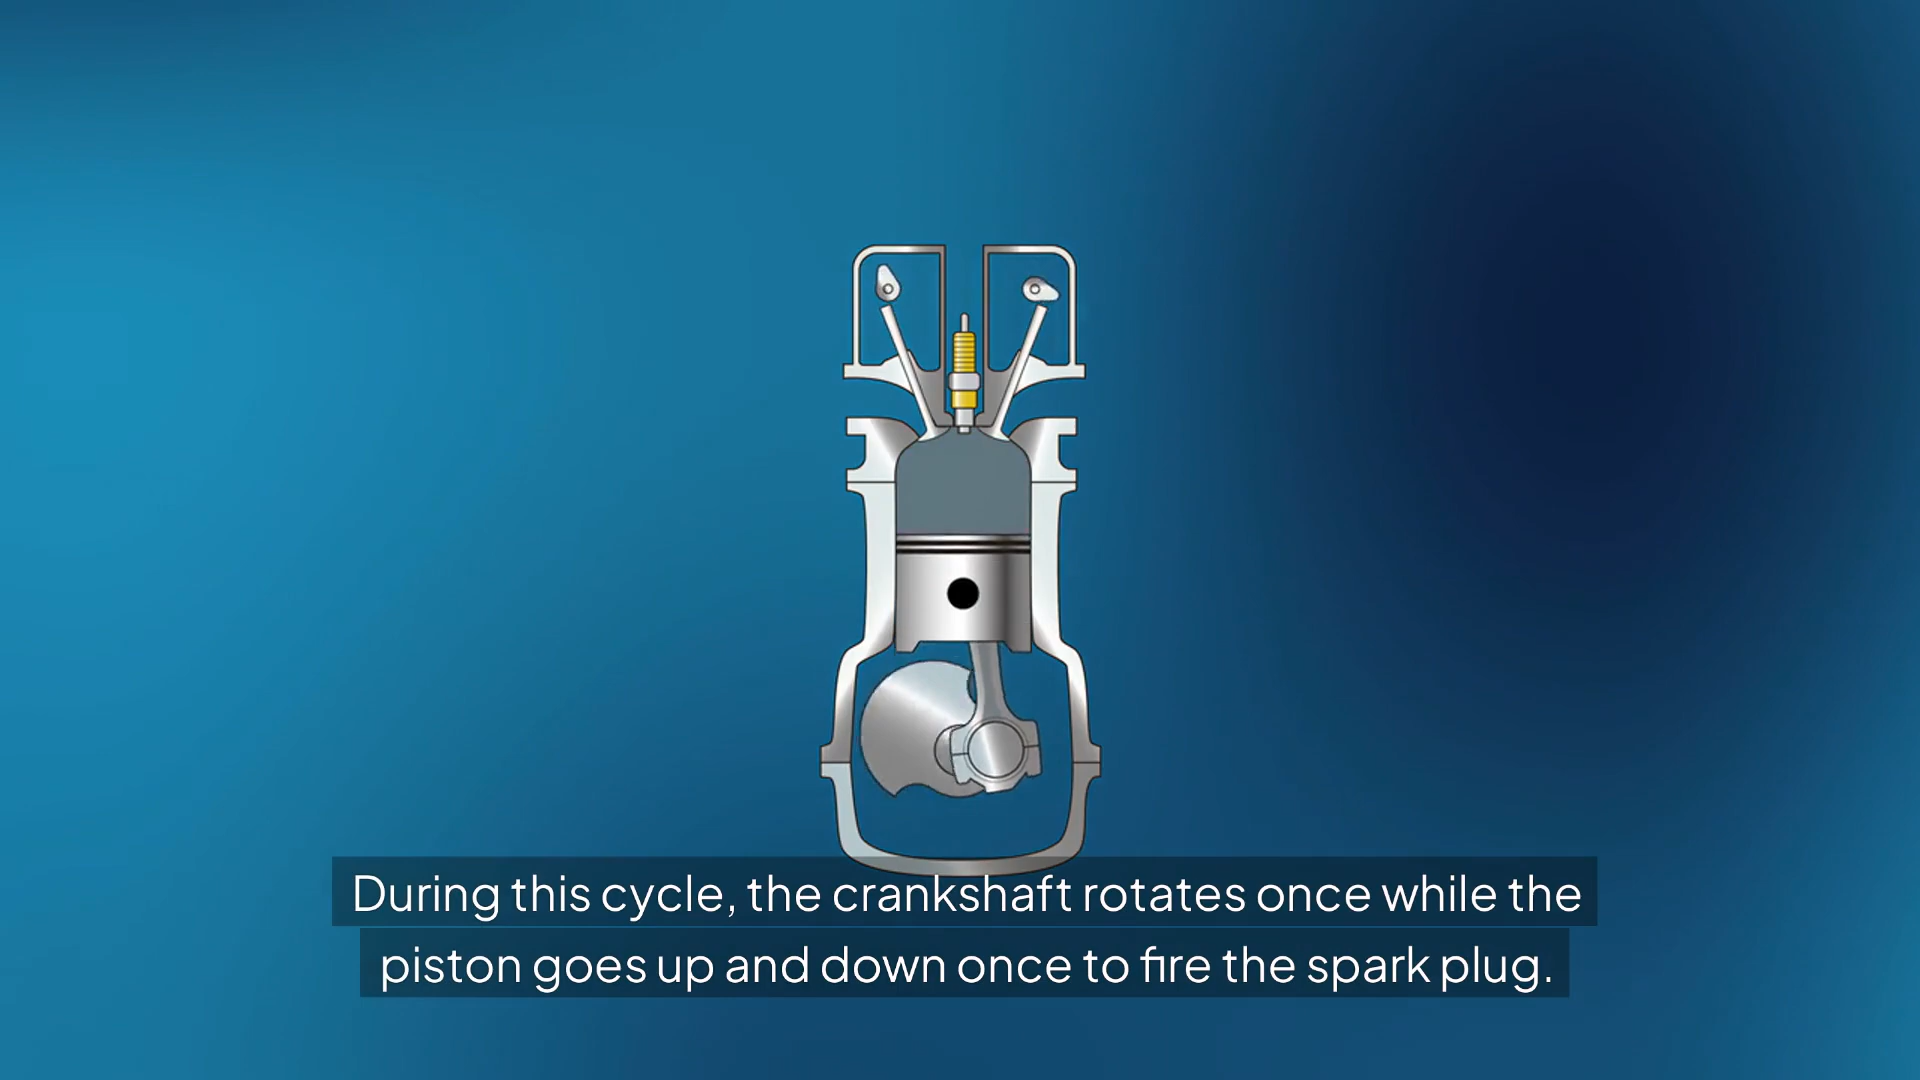 During this cycle, the crankshaft rotates once while the
piston goes up and down once to fire the spark plug.